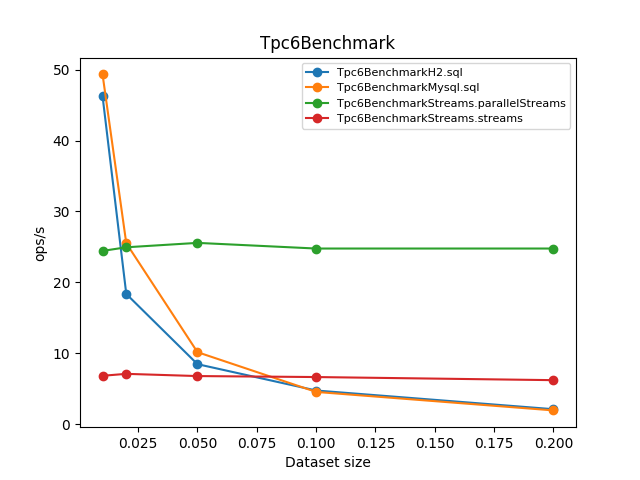 Tpc6Benchmark
Tpc6BenchmarkH2.sql
Tpc6BenchmarkMysql.sql
Tpc6BenchmarkStreams.parallelStreams
Tpc6BenchmarkStreams.streams
50
40
30
20
10
0
ops/s
0.025 0.050 0.075 0.100 0.125 0.150 0.175 0.200
Dataset size